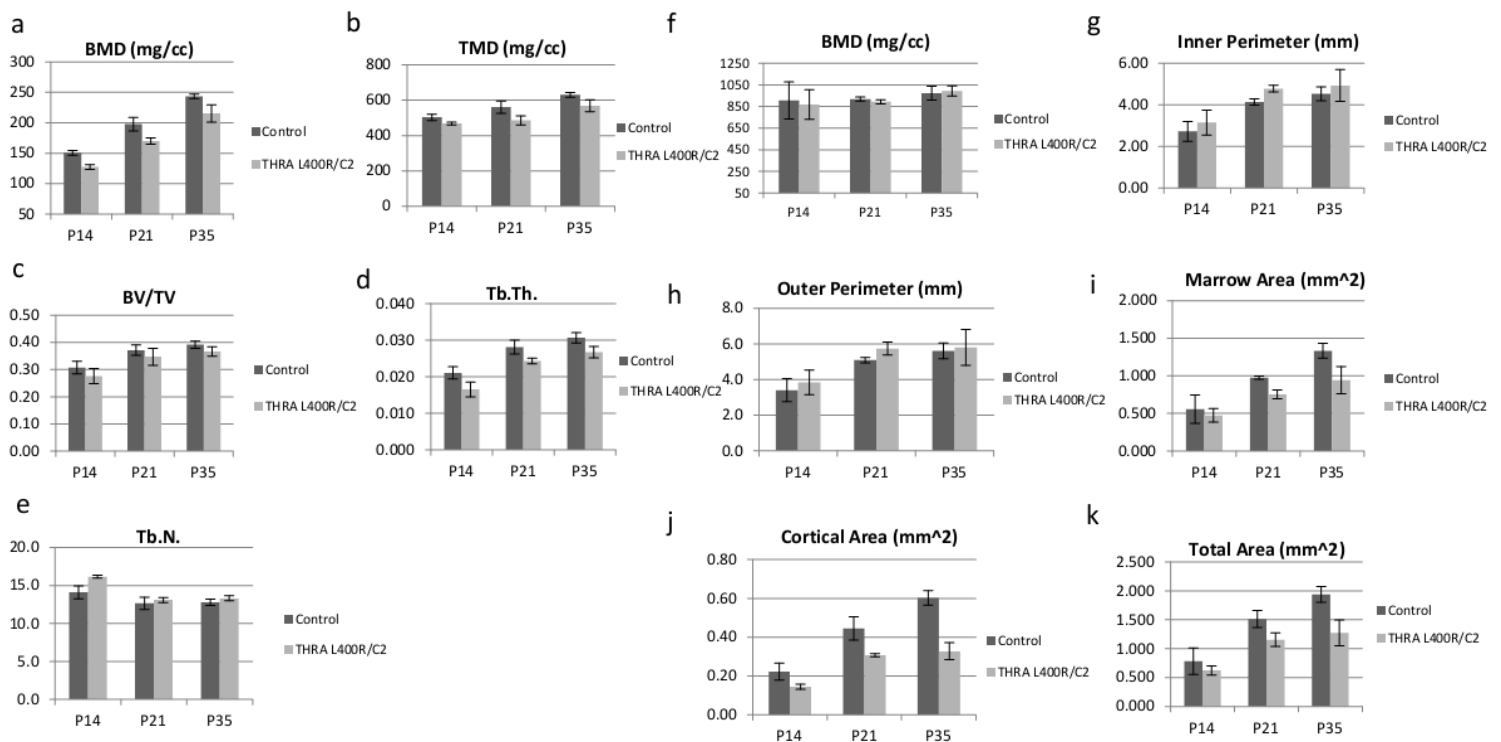 a
BMD (mg/cc)
300
250
200
150
100
50
P14 P21 P35
Control
THRA L400R/C2
b
TMD (mg/cc)
800
600
400
200
0
P14 P21 P35
Control
THRA L400R/C2
f
BMD (mg/cc)
1250
1050
850
650
450
250
50
P14 P21 P35
Control
THRA L400R/C2
g
Inner Perimeter (mm)
6.00
4.00
2.00
0.00
P14 P21 P35
Control
THRA L400R/C2
c
BV/TV
0.50
0.40
0.30
0.20
0.10
0.00
P14 P21 P35
Control
THRA L400R/C2
d
Tb.Th.
0.040
0.030
0.020
0.010
0.000
P14 P21 P35
Control
THRA L400R/C2
h
Outer Perimeter (mm)
8.0
6.0
4.0
2.0
0.0
P14 P21 P35
Control
THRA L400R/C2
i
Marrow Area (mm^2)
2.000
1.500
1.000
0.500
0.000
P14 P21 P35
Control
THRA L400R/C2
e
Tb.N.
20.0
15.0
10.0
5.0
0.0
P14 P21 P35
Control
THRA L400R/C2
j
Cortical Area (mm^2)
0.80
0.60
0.40
0.20
0.00
P14 P21 P35
Control
THRA L400R/C2
k
Total Area (mm^2)
2.500
2.000
1.500
1.000
0.500
0.000
P14 P21 P35
Control
THRA L400R/C2